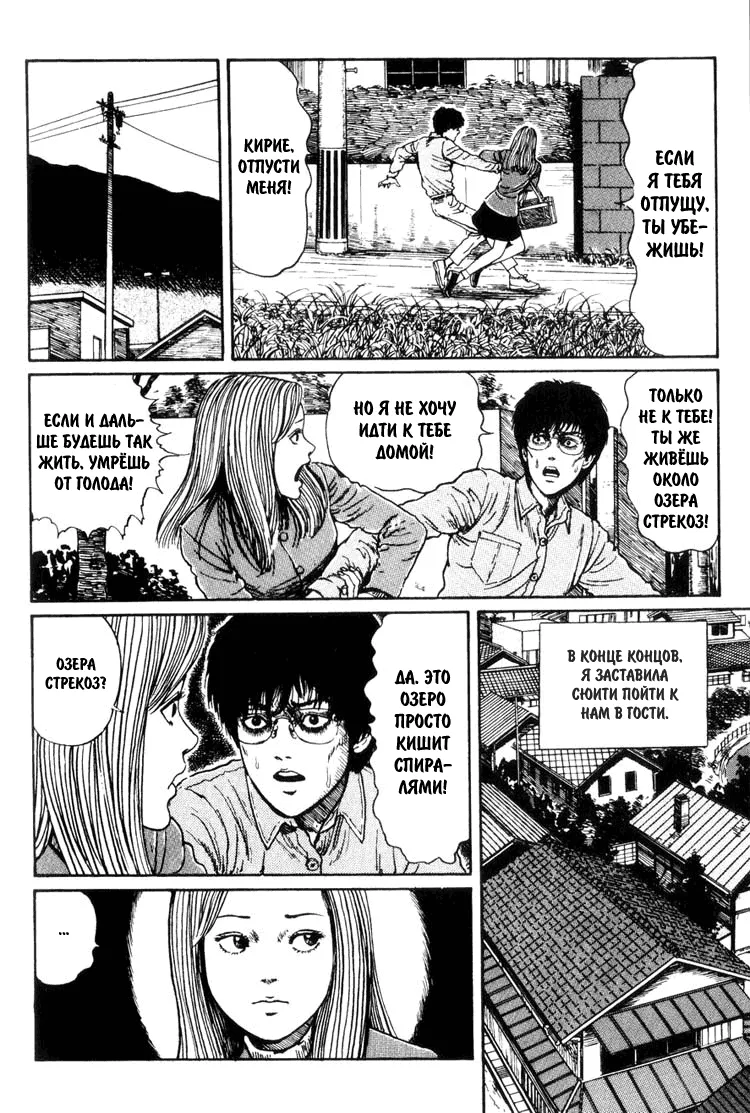 КИРИЕ,
ОТПУСТИ
МЕНЯ!
ЕСЛИ
Я ТЕБЯ
ОТПУЩУ,
ТЫ УБЕ-
ЖИШЬ!
ЕСЛИ И ДАЛЬ-
ШЕ БУДЕШЬ ТАК
ЖИТЬ, УМРЁШЬ
ОТ ГОЛОДА!
НО Я НЕ ХОЧУ
ИДТИ К ТЕБЕ
ДОМОЙ!
ТОЛЬКО
НЕ К ТЕБЕ!
ТЫ ЖЕ
ЖИВЁШЬ
ОКОЛО
ОЗЕРА
СТРЕКОЗ!
ОЗЕРА
СТРЕКОЗ?
ДА. ЭТО
ОЗЕРО
ПРОСТО
КИШИТ
СПИРА-
ЛЯМИ!
...
В КОНЦЕ КОНЦОВ,
Я ЗАСТАВИЛА
СЮИТИ ПОЙТИ К
НАМ В ГОСТИ.